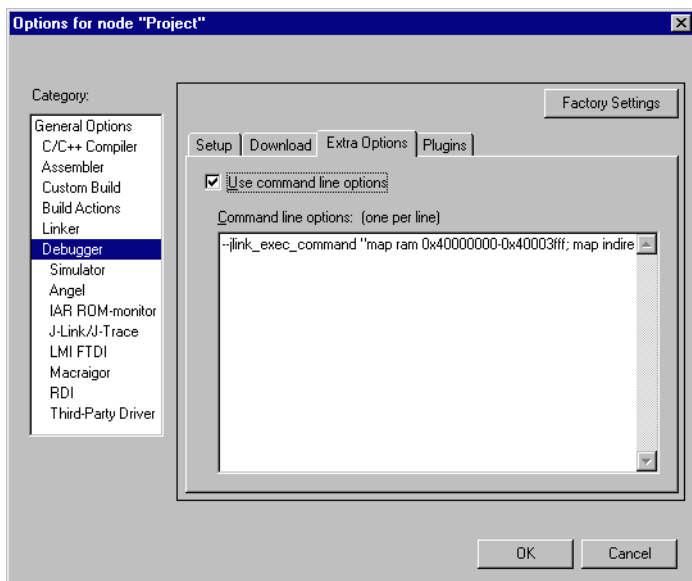 Options for node "Project"
Category:
General Options
C/C++ Compiler
Assembler
Custom Build
Build Actions
Linker
Debugger
Simulator
Angel
IAR ROM-monitor
J-Link/J-Trace
LMI FTDI
Macraigor
RDI
Third-Party Driver
Factory Settings
Setup Download Extra Options Plugins
Use command line options
Command line options: (one per line)
--jlink_exec_command "map ram 0x40000000-0x40003fff; map indire
OK Cancel